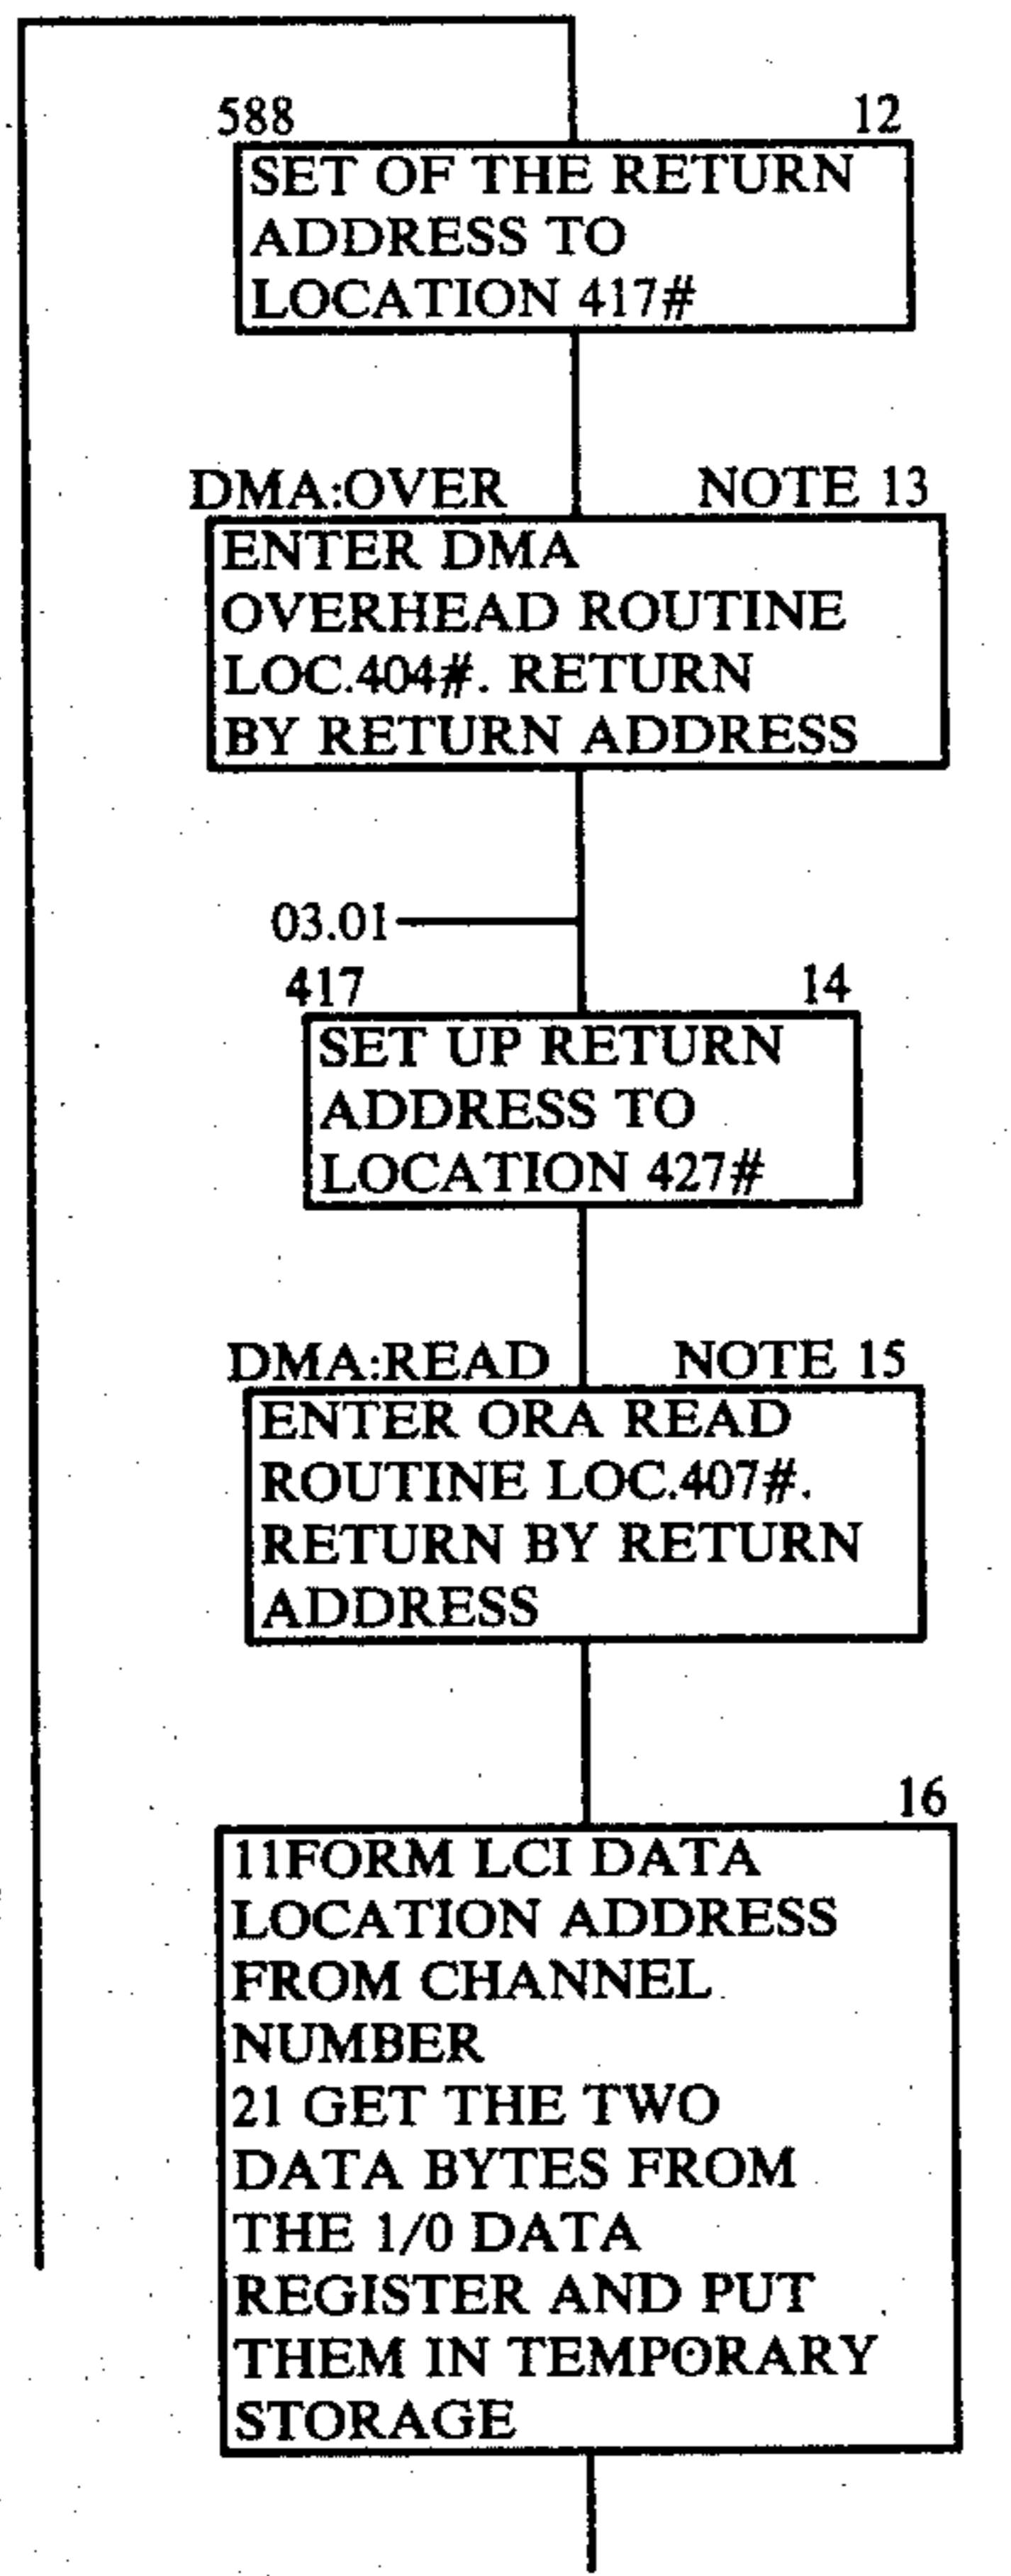 588 12
SET OF THE RETURN
ADDRESS TO
LOCATION 417#
DMA:OVER NOTE 13
ENTER DMA
OVERHEAD ROUTINE
LOC.404#. RETURN
BY RETURN ADDRESS
03.01
417 14
SET UP RETURN
ADDRESS TO
LOCATION 427#
DMA:READ NOTE 15
ENTER ORA READ
ROUTINE LOC.407#.
RETURN BY RETURN
ADDRESS
16
11FORM LCI DATA
LOCATION ADDRESS
FROM CHANNEL
NUMBER
21 GET THE TWO
DATA BYTES FROM
THE 1/0 DATA
REGISTER AND PUT
THEM IN TEMPORARY
STORAGE